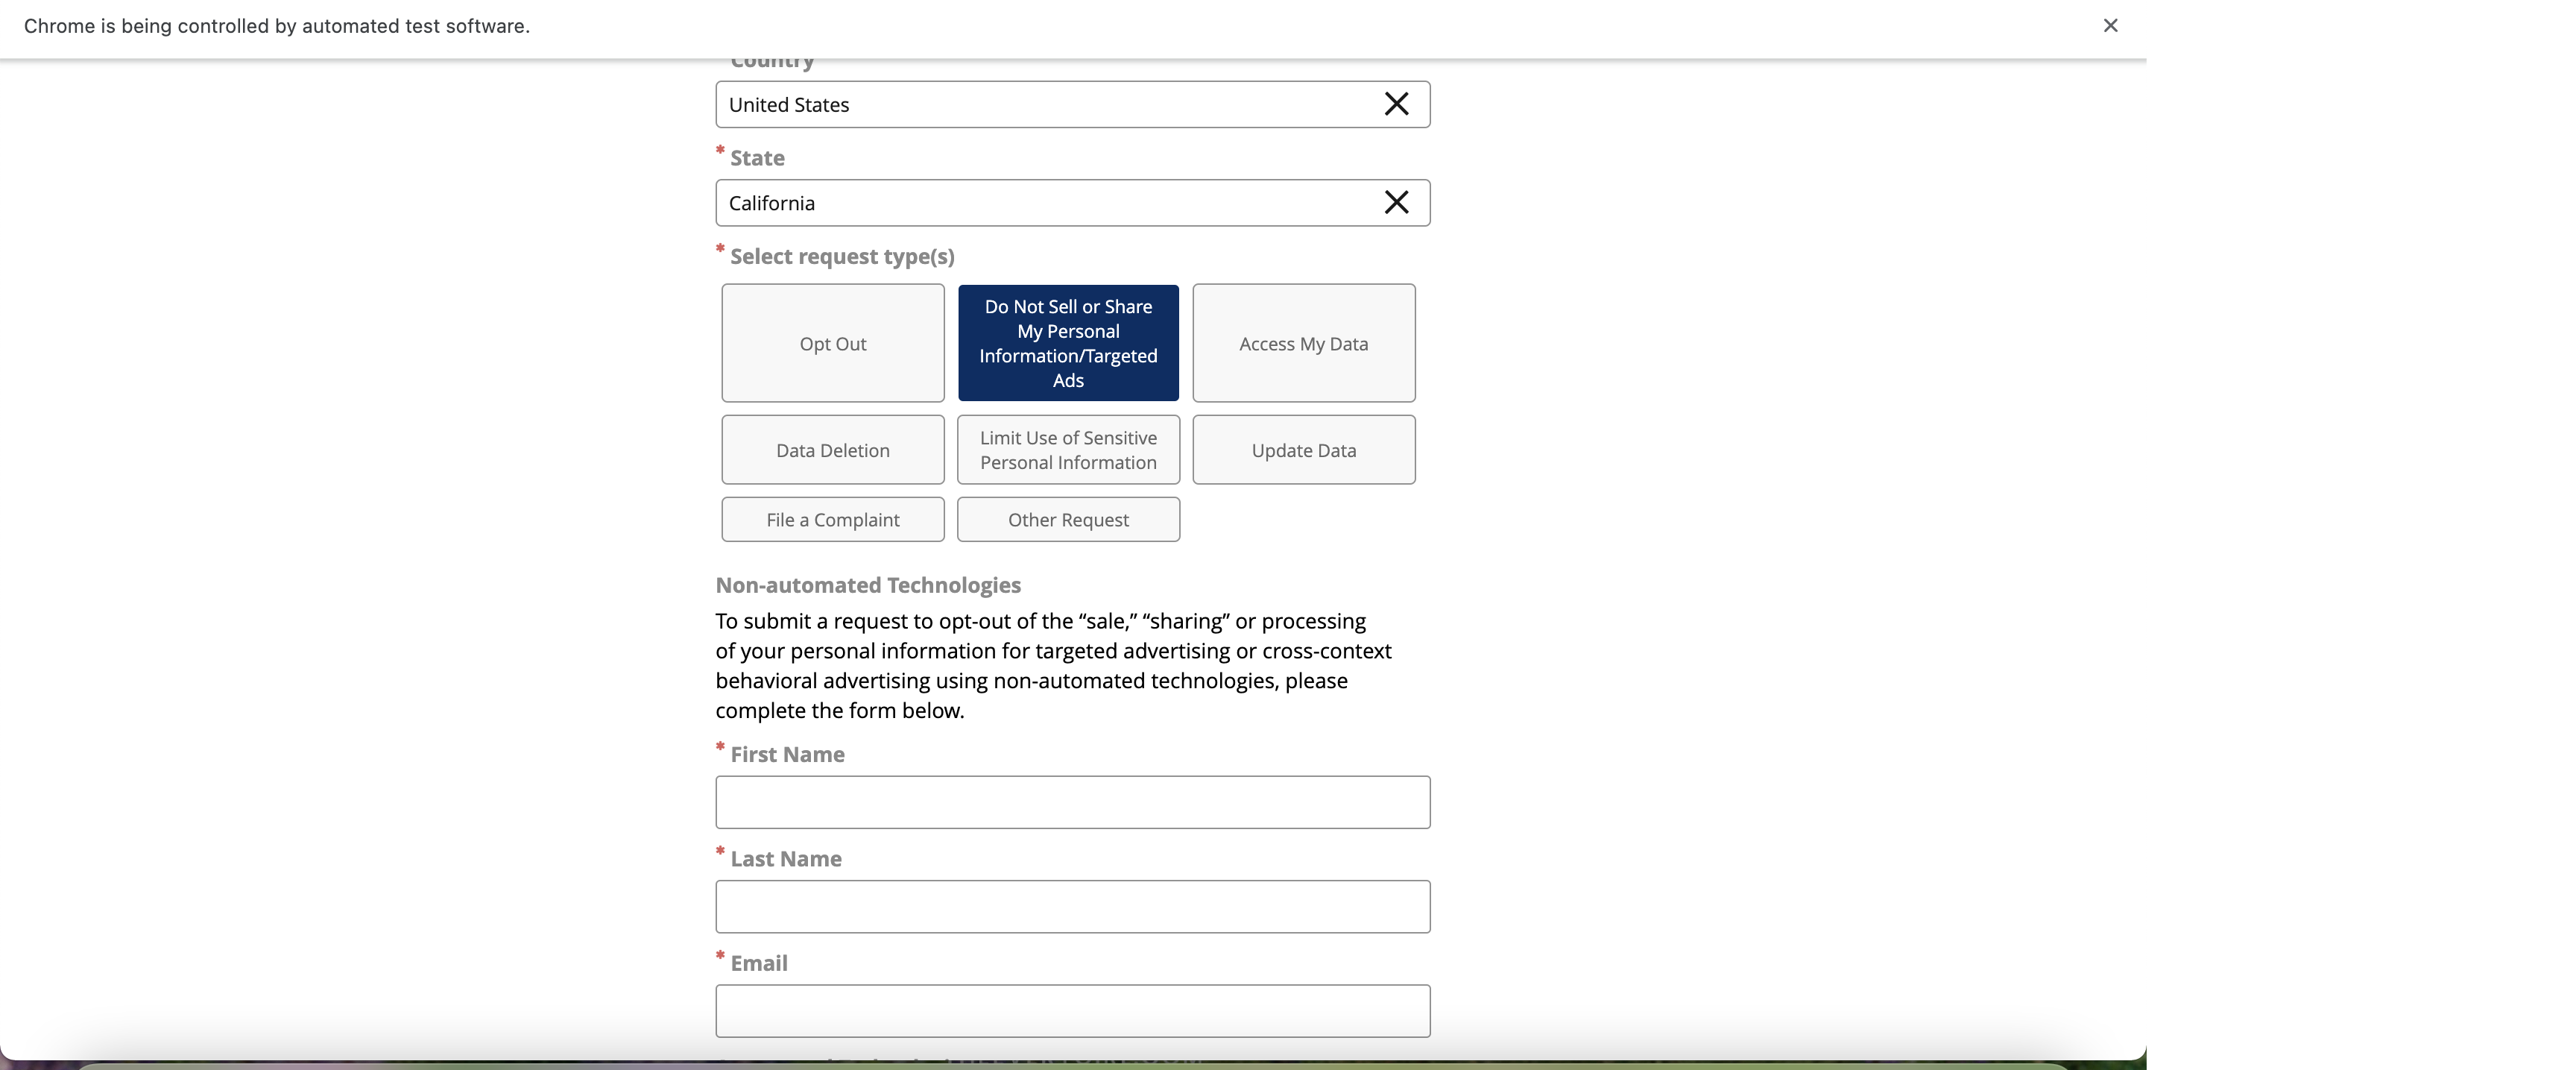 Chrome is being controlled by automated test software.
Country
United States
* State
California
* Select request type(s)
Opt Out
Do Not Sell or Share
My Personal
Information/Targeted
Ads
Access My Data
Data Deletion
Limit Use of Sensitive
Personal Information
Update Data
File a Complaint
Other Request
Non-automated Technologies
To submit a request to opt-out of the “sale,” “sharing” or processing
of your personal information for targeted advertising or cross-context
behavioral advertising using non-automated technologies, please
complete the form below.
* First Name
* Last Name
* Email